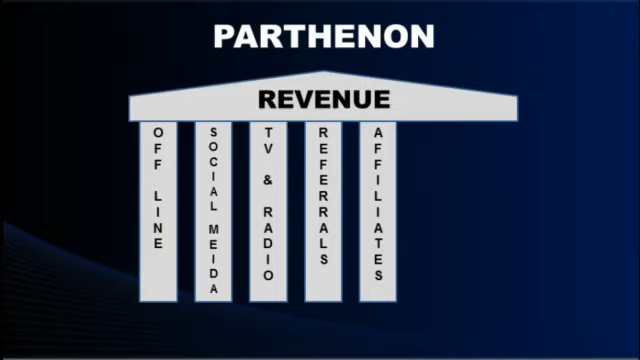 PARTHENON
REVENUE
OFF LINE
SOCIAL MEIDA
TV & RADIO
REFERRALS
AFFILIATES